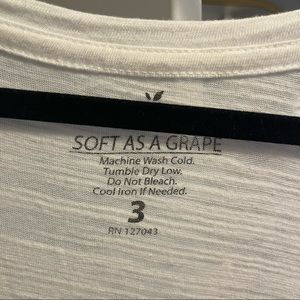 SOFT AS A GRAPE
Machine Wash Cold.
Tumble Dry Low.
Do Not Bleach.
Cool Iron If Needed.
3
RN 127043